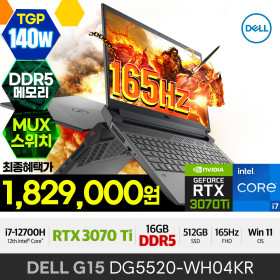 TGP
140W
DELL
DDR5
메모리
165HZ
MUX
스위치
최종혜택가
1,829,000원
NVIDIA
GEFORCE
RTX
3070Ti
intel
CORE
i7
i7-12700H
12th Intel® Core™
RTX 3070 Ti
16GB
DDR5
512GB
SSD
165Hz
FHD
Win 11
OS
DELL G15 DG5520-WH04KR